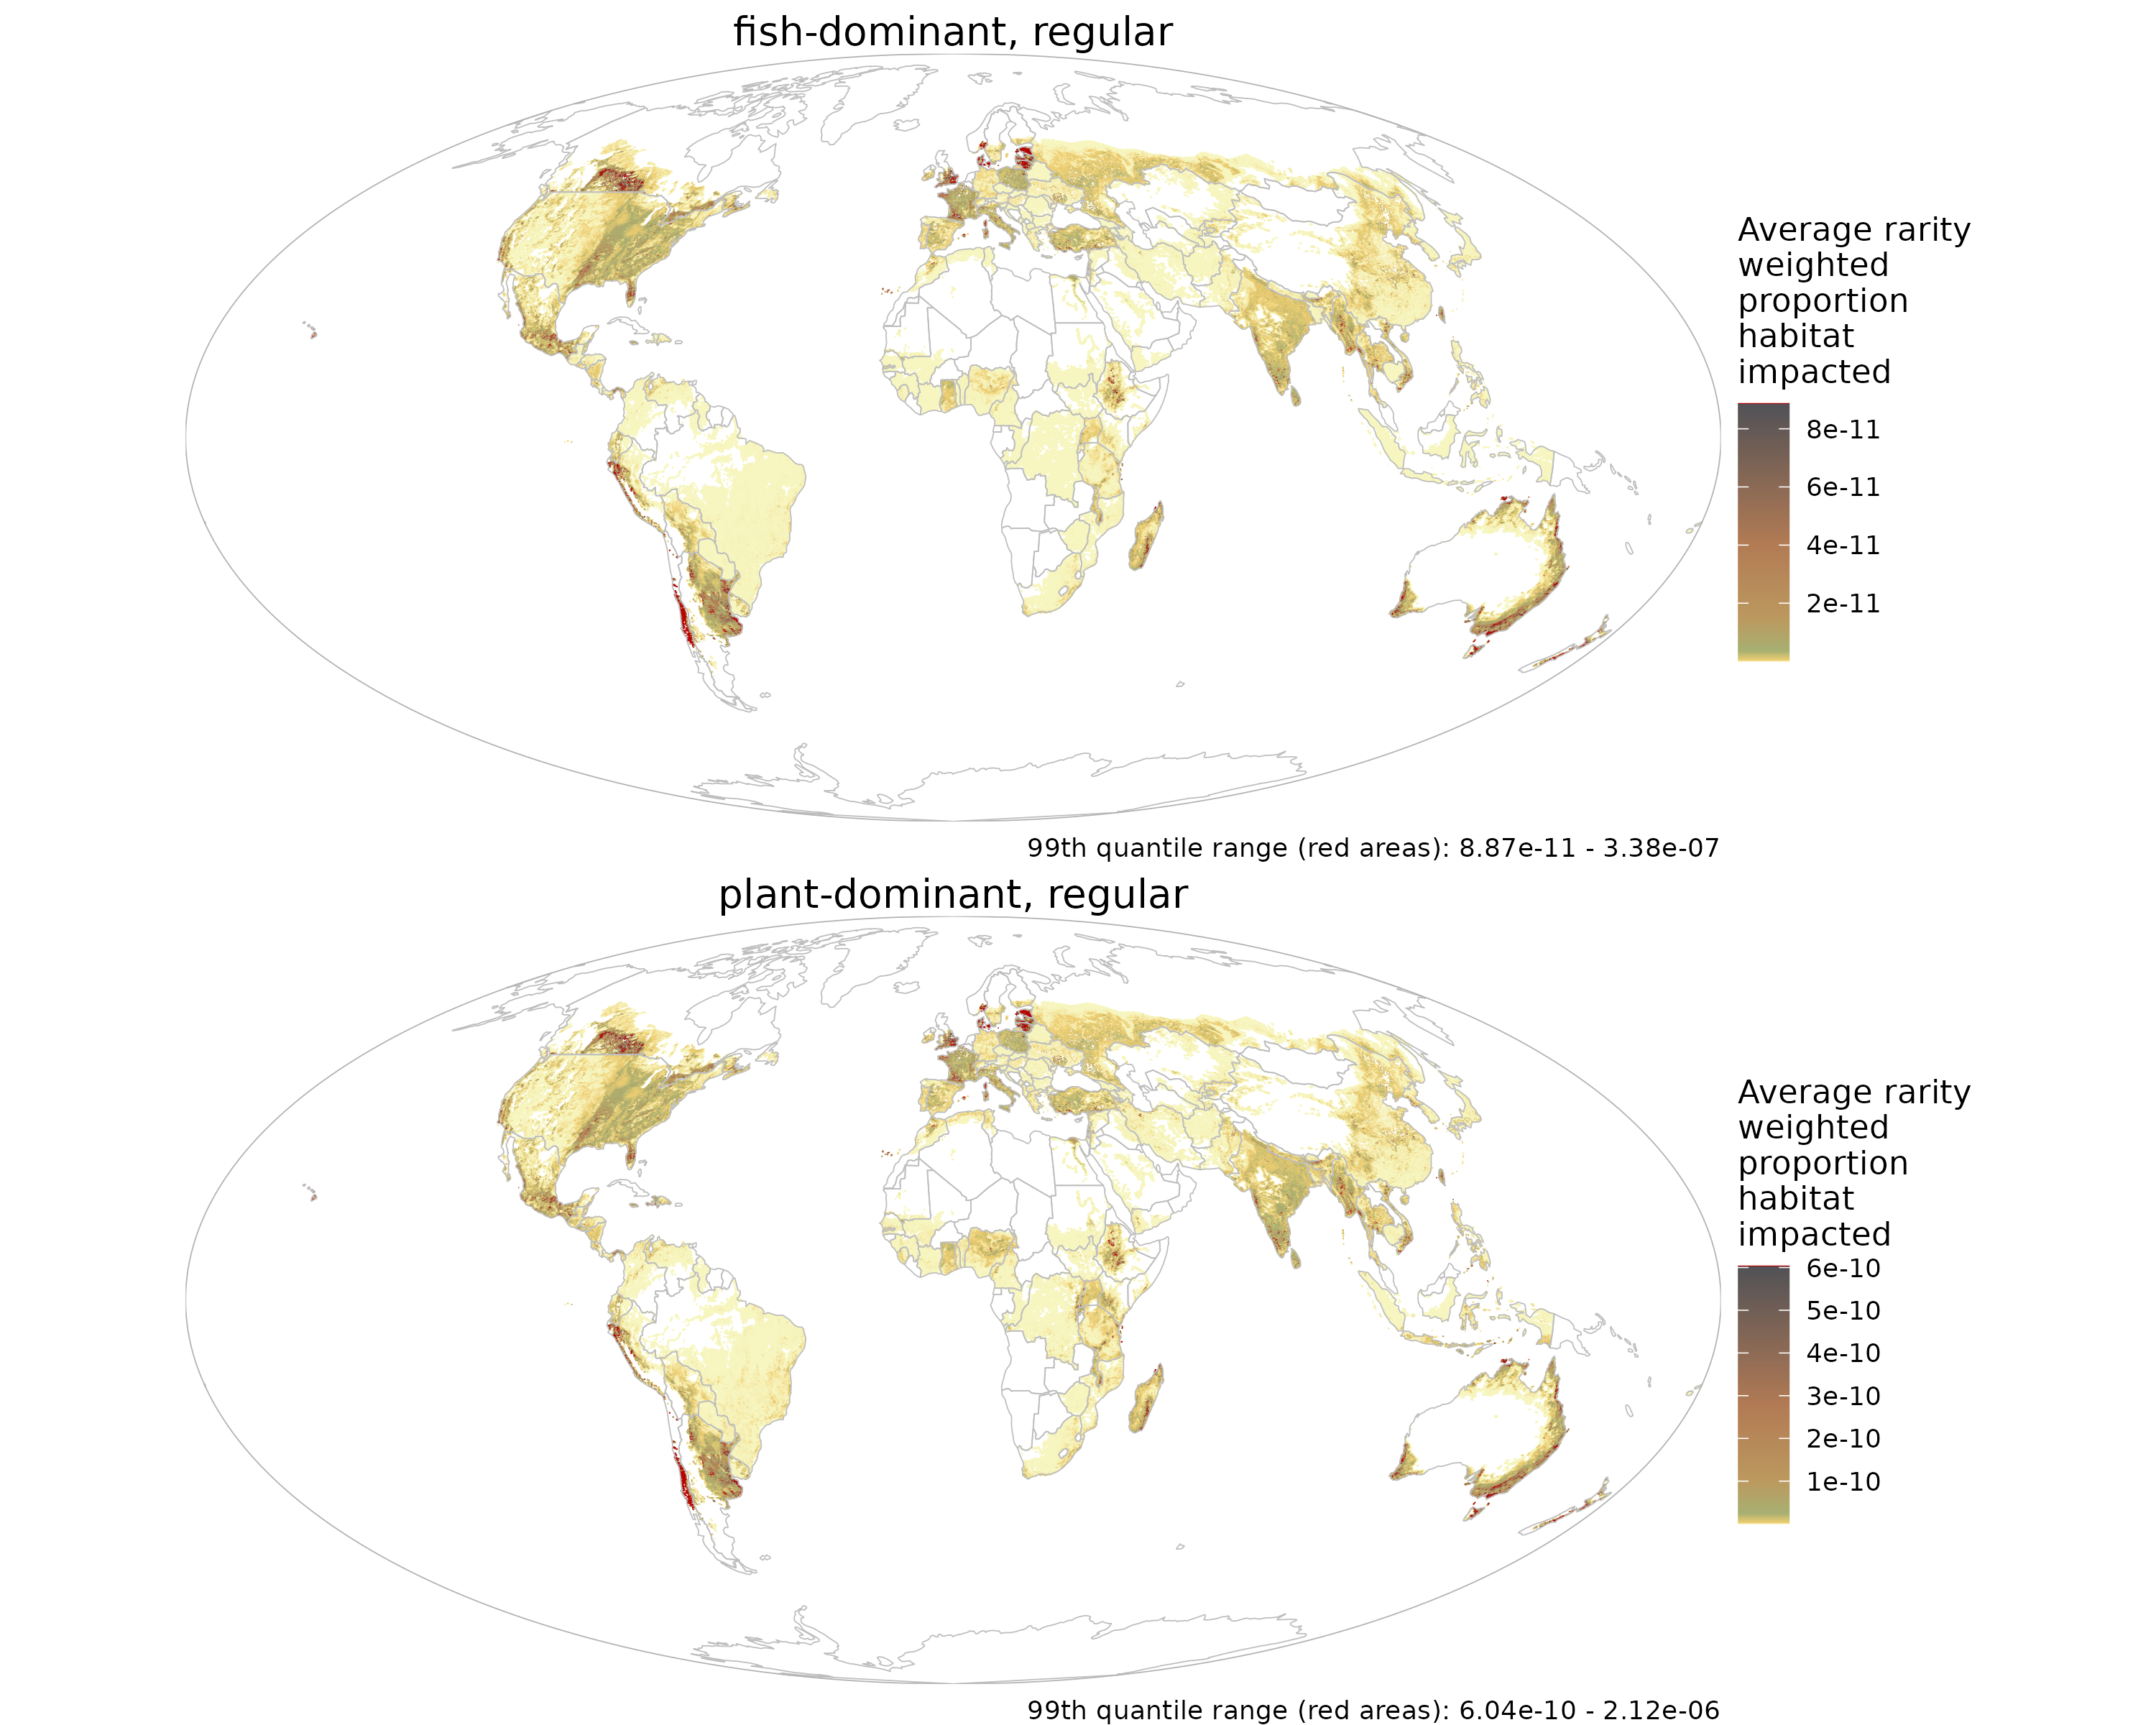 fish-dominant, regular
Average rarity
weighted
proportion
habitat
impacted
8e-11
6e-11
4e-11
2e-11
99th quantile range (red areas): 8.87e-11 - 3.38e-07
plant-dominant, regular
Average rarity
weighted
proportion
habitat
impacted
6e-10
5e-10
4e-10
3e-10
2e-10
1e-10
99th quantile range (red areas): 6.04e-10 - 2.12e-06